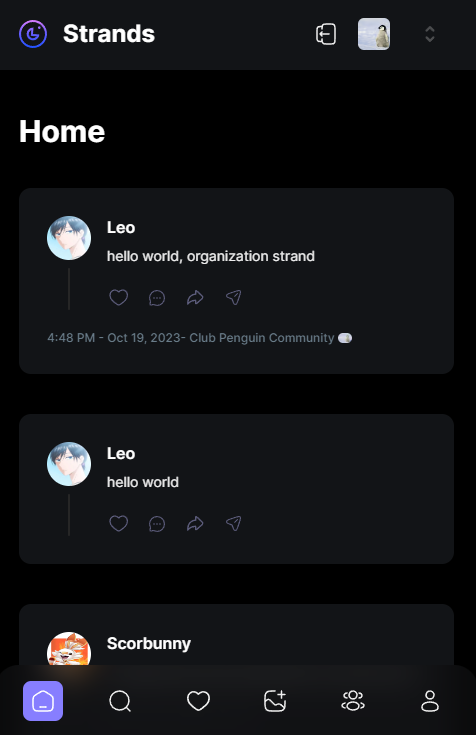 Strands
Home
Leo
hello world, organization strand
4:48 PM - Oct 19, 2023- Club Penguin Community
Leo
hello world
Scorbunny